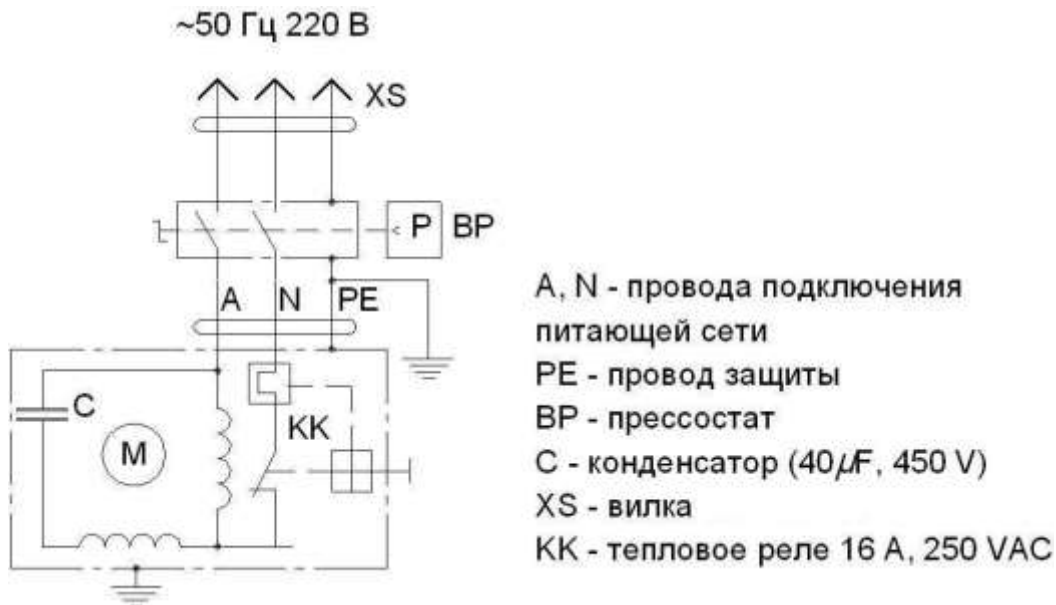 ~50 Гц 220 В
XS
P BP
A N PE
C
KK
M
A, N - провода подключения
питающей сети
PE - провод защиты
BP - прессостат
C - конденсатор (40μF, 450 V)
XS - вилка
KK - тепловое реле 16 A, 250 VAC